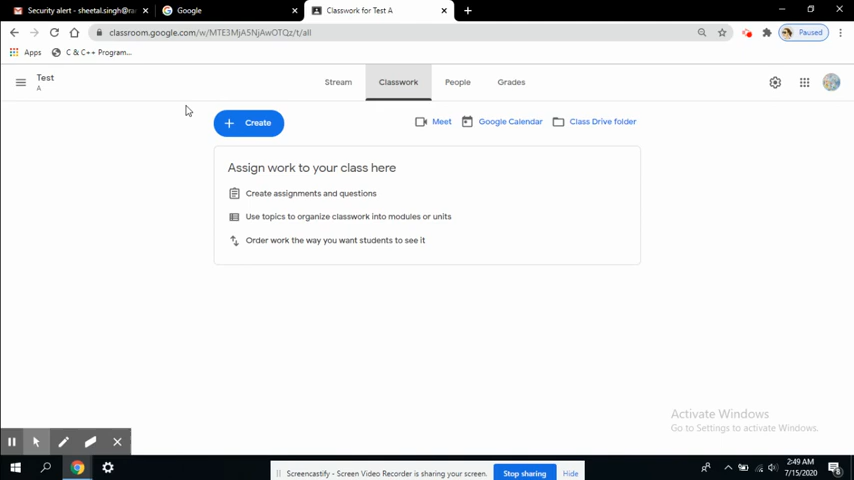 Security alert - sheetal.singh@ra
Google
Classwork for Test A
classroom.google.com/w/MTE3MjA5NjAwOTQz/t/all
Paused
Apps
C & C++ Program...
Test
A
Stream
Classwork
People
Grades
+ Create
Meet
Google Calendar
Class Drive folder
Assign work to your class here
Create assignments and questions
Use topics to organize classwork into modules or units
Order work the way you want students to see it
Activate Windows
Go to Settings to activate Windows.
Screencastify - Screen Video Recorder is sharing your screen.
Stop sharing
Hide
2:49 AM
7/15/2020